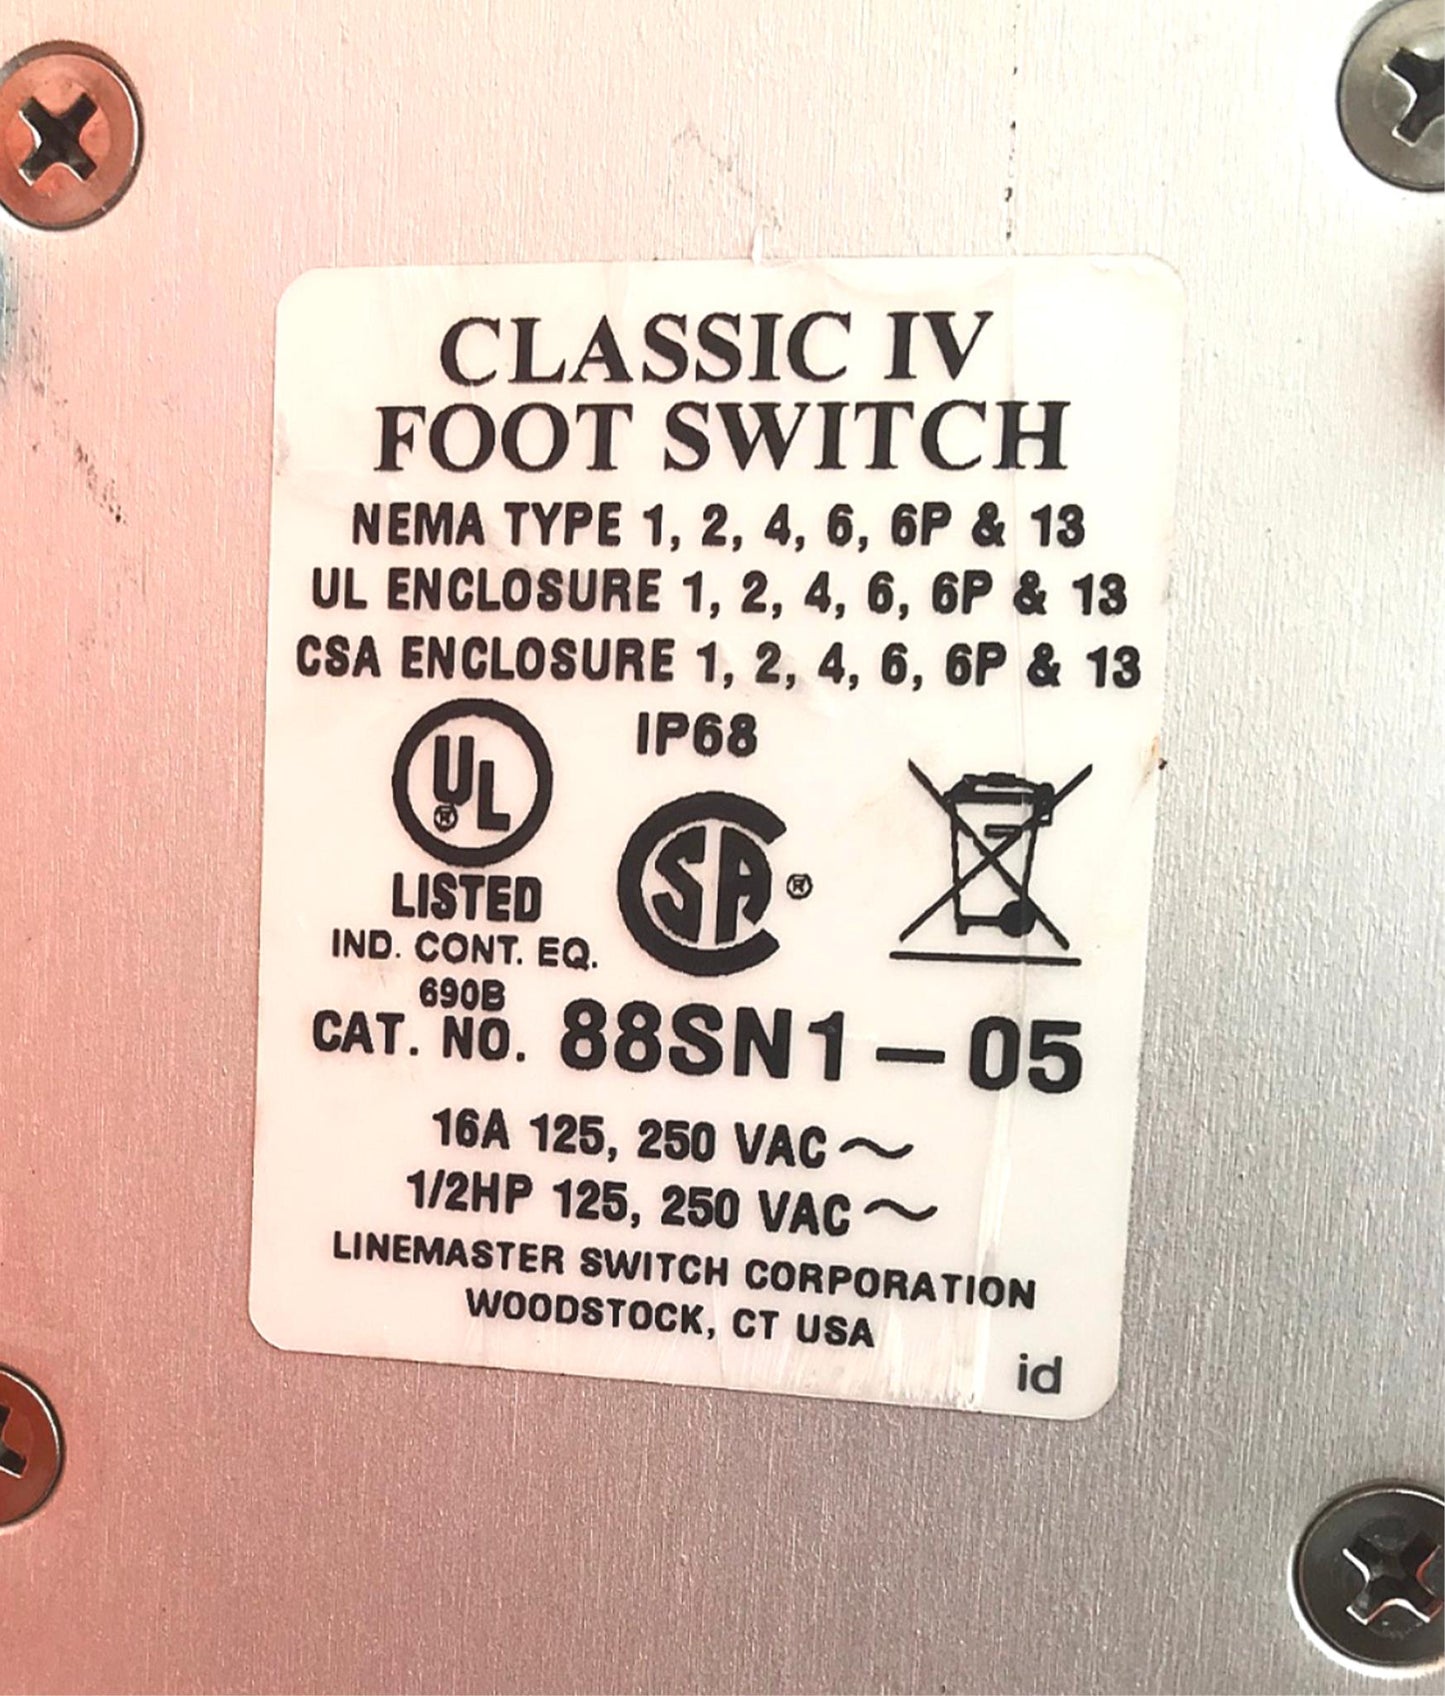 CLASSIC IV
FOOT SWITCH
NEMA TYPE 1, 2, 4, 6, 6P & 13
UL ENCLOSURE 1, 2, 4, 6, 6P & 13
CSA ENCLOSURE 1, 2, 4, 6, 6P & 13
IP68
UL ®
LISTED
CSA ®
IND. CONT. EQ.
690B
CAT. NO. 88SN1-05
16A 125, 250 VAC ~
1/2HP 125, 250 VAC ~
LINEMASTER SWITCH CORPORATION
WOODSTOCK, CT USA
id